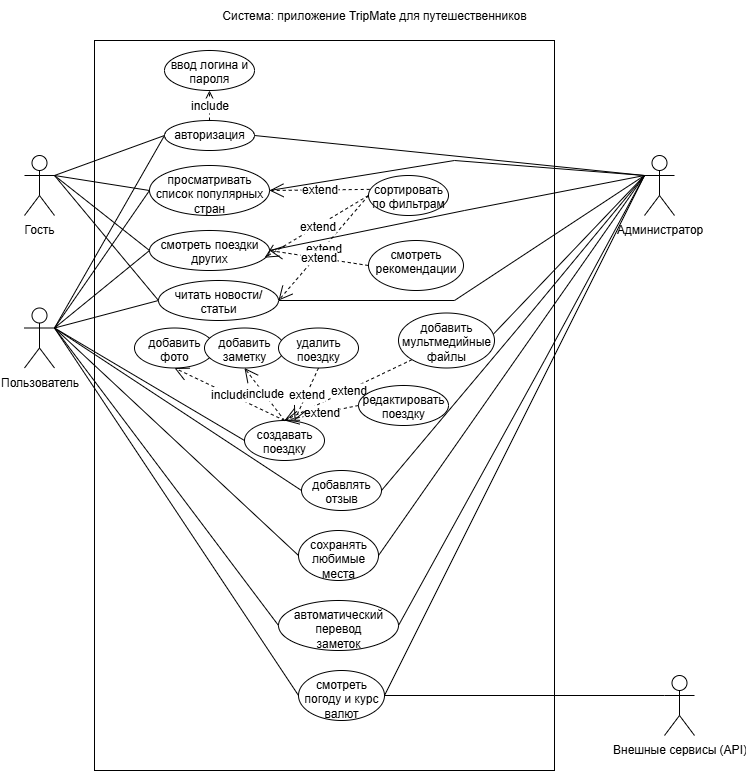 Система: приложение TripMate для путешественников
ввод логина и
пароля
include
авторизация
просматривать
список популярных
стран
extend
сортировать
по фильтрам
Гость
Администратор
extend
смотреть поездки
других
extend
extend
смотреть
рекомендации
читать новости/
статьи
Пользователь
добавить
фото
добавить
заметку
удалить
поездку
добавить
мультмедийные
файлы
include
include
extend
extend
extend
редактировать
поездку
создавать
поездку
добавлять
отзыв
сохранять
любимые
места
автоматический
перевод
заметок
смотреть
погоду и курс
валют
Внешные сервисы (API)